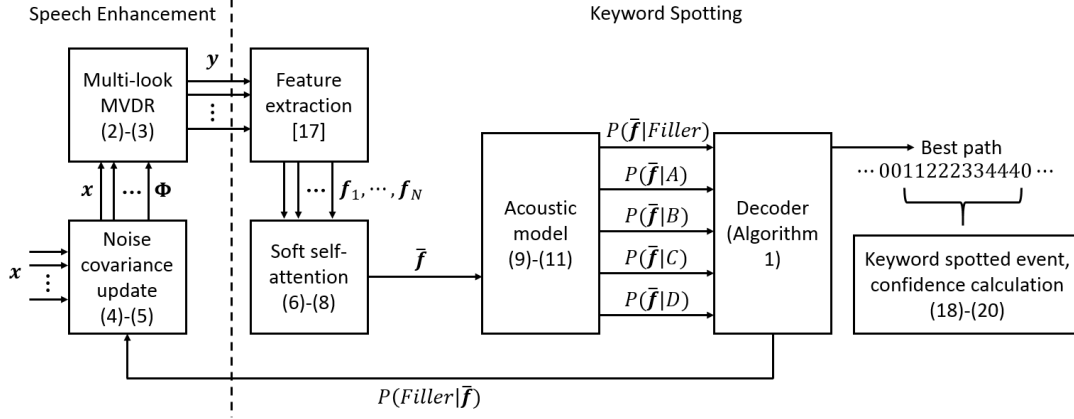 Speech Enhancement
Keyword Spotting
Multi-look
MVDR
(2)-(3)
y
⋮
Feature
extraction
[17]
x ⋯ Φ
⋯ f₁,⋯,f_N
x
⋮
Noise
covariance
update
(4)-(5)
Soft self-
attention
(6)-(8)
f̄
Acoustic
model
(9)-(11)
P(f̄|Filler)
P(f̄|A)
P(f̄|B)
P(f̄|C)
P(f̄|D)
Decoder
(Algorithm
1)
Best path
⋯ 0011222334440 ⋯
Keyword spotted event,
confidence calculation
(18)-(20)
P(Filler|f̄)